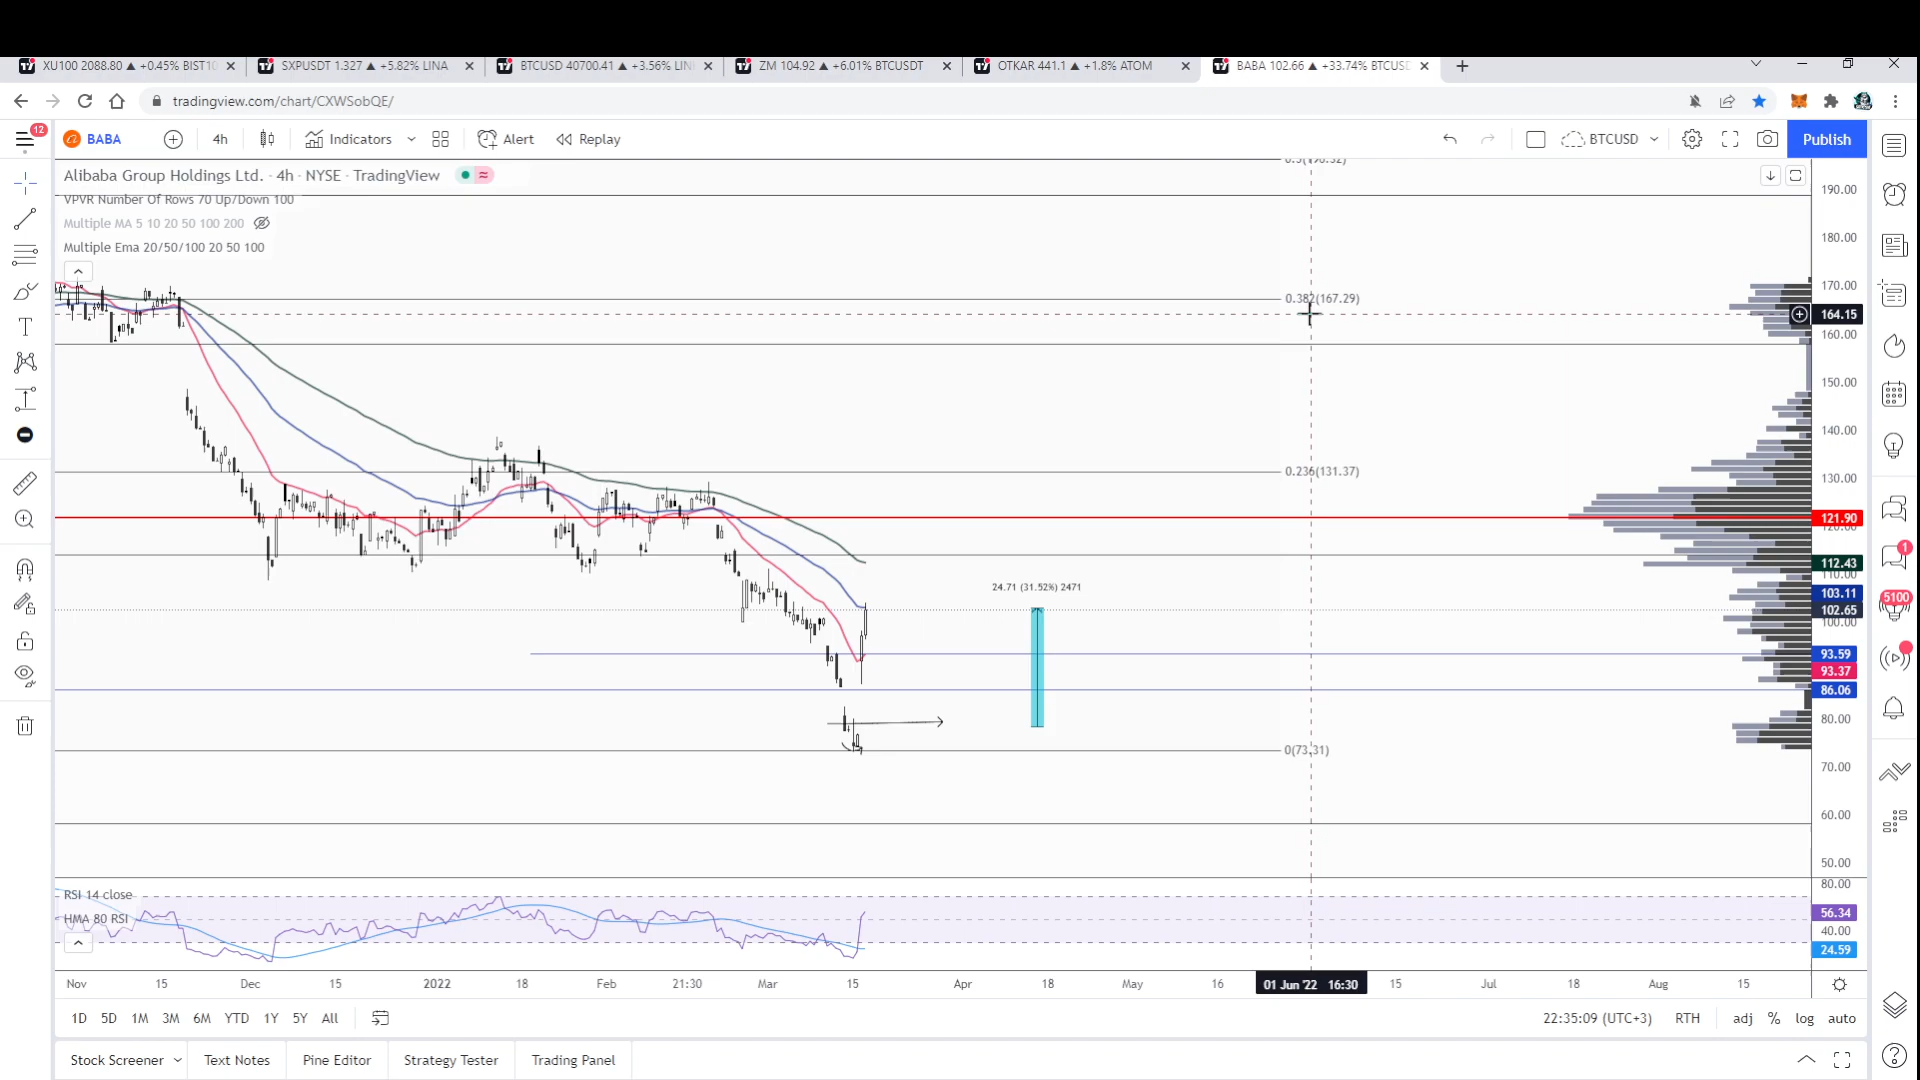 XU100 2088.80 ▲ +0.45% BIST10
SXPUSDT 1.327 ▲ +5.82% LINA
BTCUSD 40700.41 ▲ +3.56% LIN
ZM 104.92 ▲ +6.01% BTCUSDT
OTKAR 441.1 ▲ +1.8% ATOM
BABA 102.66 ▲ +33.74% BTCUSD
tradingview.com/chart/CXWSobQE/
12
BABA
4h
Indicators
Alert
Replay
BTCUSD
Publish
Alibaba Group Holdings Ltd. · 4h · NYSE · TradingView
VPVR Number Of Rows 70 Up/Down 100
Multiple MA 5 10 20 50 100 200
Multiple Ema 20/50/100 20 50 100
0.382(167.29)
0.236(131.37)
24.71 (31.52%) 2471
0(73.31)
190.00
180.00
170.00
164.15
160.00
150.00
140.00
130.00
121.90
120.00
112.43
110.00
103.11
102.65
100.00
93.59
93.37
86.06
80.00
70.00
60.00
50.00
1
5100
RSI 14 close
HMA 80 RSI
80.00
56.34
40.00
24.59
Nov 15 Dec 15 2022 18 Feb 21:30 Mar 15 Apr 18 May 16 01 Jun '22 16:30 15 Jul 18 Aug 15
1D 5D 1M 3M 6M YTD 1Y 5Y All
22:35:09 (UTC+3) RTH adj % log auto
Stock Screener Text Notes Pine Editor Strategy Tester Trading Panel